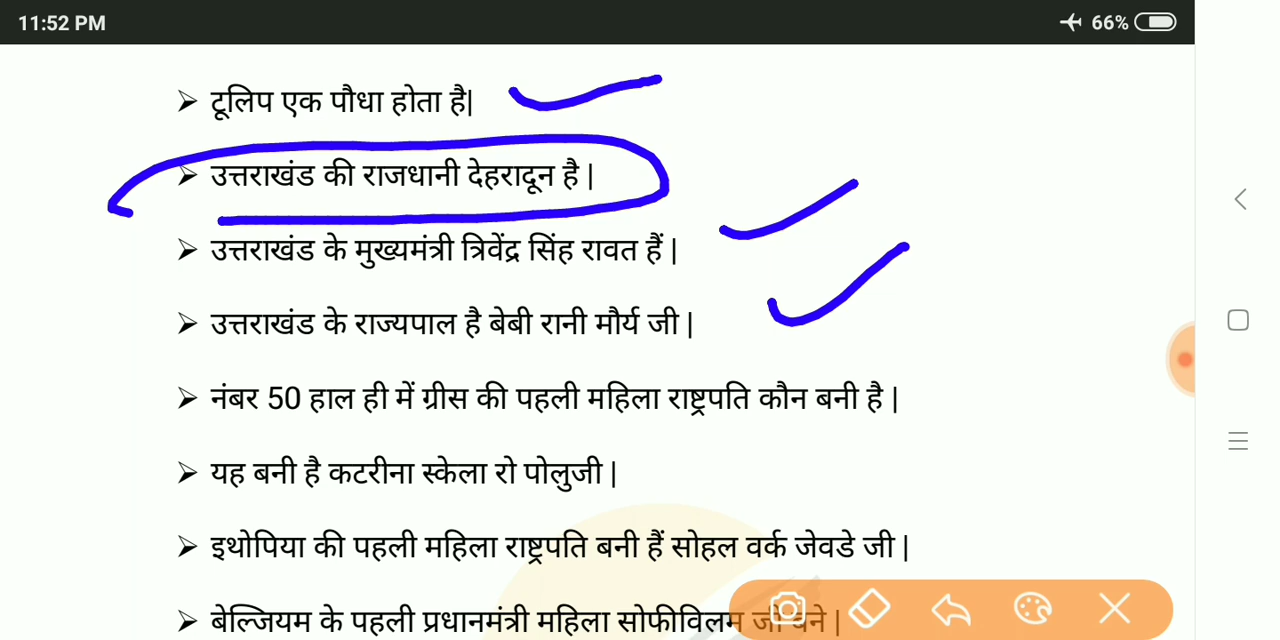 11:52 PM 66%
टूलिप एक पौधा होता है|
उत्तराखंड की राजधानी देहरादून है |
उत्तराखंड के मुख्यमंत्री त्रिवेंद्र सिंह रावत हैं |
उत्तराखंड के राज्यपाल है बेबी रानी मौर्य जी |
नंबर 50 हाल ही में ग्रीस की पहली महिला राष्ट्रपति कौन बनी है |
यह बनी है कटरीना स्केला रो पोलुजी |
इथोपिया की पहली महिला राष्ट्रपति बनी हैं सोहल वर्क जेवडे जी |
बेल्जियम के पहली प्रधानमंत्री महिला सोफीविलम जी बने |